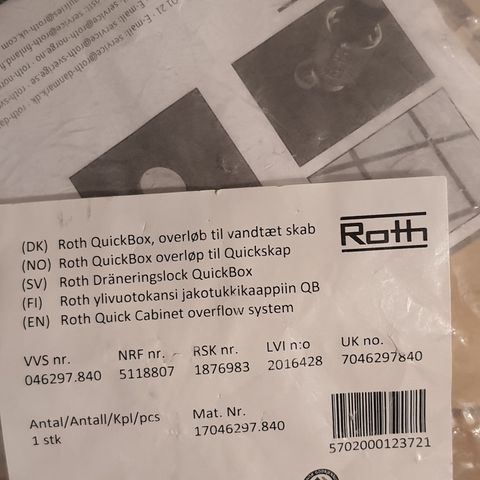 (DK) Roth QuickBox, overløb til vandtæt skab
(NO) Roth QuickBox overløp til Quickskap
(SV) Roth Dräneringslock QuickBox
(FI) Roth ylivuotokansi jakotukkikaappiin QB
(EN) Roth Quick Cabinet overflow system
Roth
VVS nr. NRF nr. RSK nr. LVI n:o UK no.
046297.840 5118807 1876983 2016428 7046297840
Antal/Antall/Kpl/pcs Mat. Nr.
1 stk 17046297.840
5702000123721